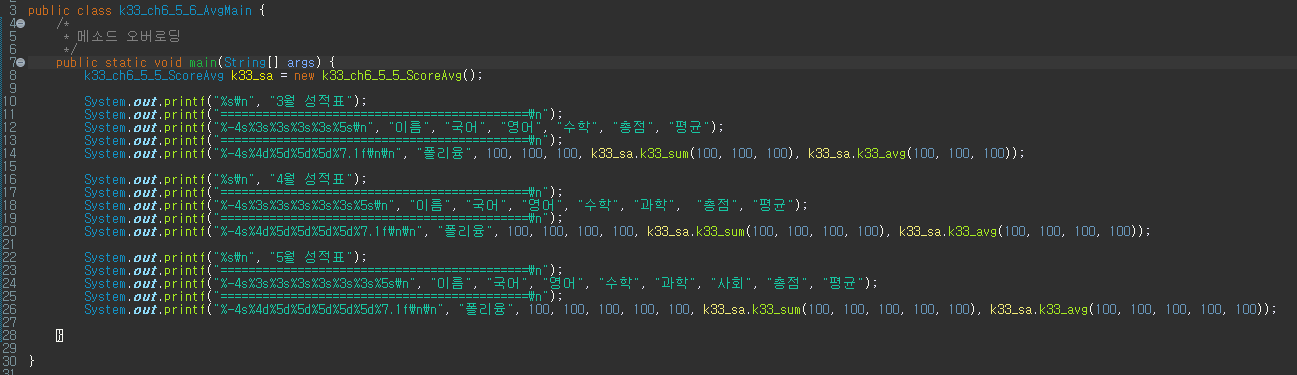 3 public class k33_ch6_5_6_AvgMain {
4 /*
5 * 메소드 오버로딩
6 */
7 public static void main(String[] args) {
8 k33_ch6_5_5_ScoreAvg k33_sa = new k33_ch6_5_5_ScoreAvg();
9
10 System.out.printf("%s₩n", "3월 성적표");
11 System.out.printf("============================================₩n");
12 System.out.printf("%-4s%3s%3s%3s%3s%5s₩n", "이름", "국어", "영어", "수학", "총점", "평균");
13 System.out.printf("============================================₩n");
14 System.out.printf("%-4s%4d%5d%5d%5d%7.1f₩n₩n", "폴리융", 100, 100, 100, k33_sa.k33_sum(100, 100, 100), k33_sa.k33_avg(100, 100, 100));
15
16 System.out.printf("%s₩n", "4월 성적표");
17 System.out.printf("============================================₩n");
18 System.out.printf("%-4s%3s%3s%3s%3s%3s%5s₩n", "이름", "국어", "영어", "수학", "과학", "총점", "평균");
19 System.out.printf("============================================₩n");
20 System.out.printf("%-4s%4d%5d%5d%5d%5d%7.1f₩n₩n", "폴리융", 100, 100, 100, 100, k33_sa.k33_sum(100, 100, 100, 100), k33_sa.k33_avg(100, 100, 100, 100));
21
22 System.out.printf("%s₩n", "5월 성적표");
23 System.out.printf("============================================₩n");
24 System.out.printf("%-4s%3s%3s%3s%3s%3s%3s%5s₩n", "이름", "국어", "영어", "수학", "과학", "사회", "총점", "평균");
25 System.out.printf("============================================₩n");
26 System.out.printf("%-4s%4d%5d%5d%5d%5d%5d%7.1f₩n₩n", "폴리융", 100, 100, 100, 100, 100, k33_sa.k33_sum(100, 100, 100, 100, 100), k33_sa.k33_avg(100, 100, 100, 100, 100));
27
28 }
29
30 }